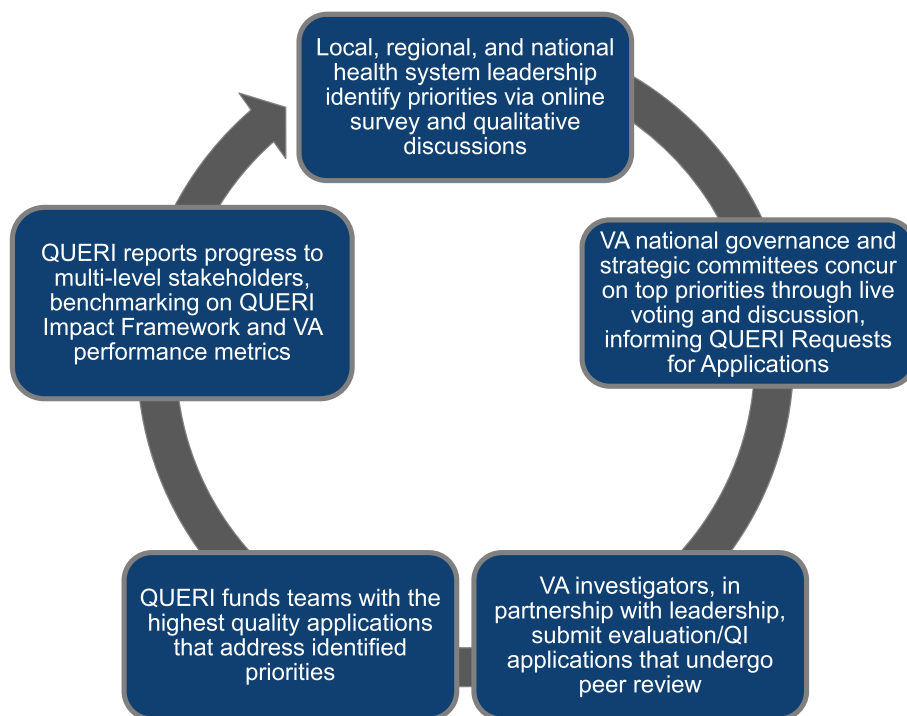 Local, regional, and national
health system leadership
identify priorities via online
survey and qualitative
discussions
VA national governance and
strategic committees concur
on top priorities through live
voting and discussion,
informing QUERI Requests
for Applications
VA investigators, in
partnership with leadership,
submit evaluation/QI
applications that undergo
peer review
QUERI funds teams with the
highest quality applications
that address identified
priorities
QUERI reports progress to
multi-level stakeholders,
benchmarking on QUERI
Impact Framework and VA
performance metrics